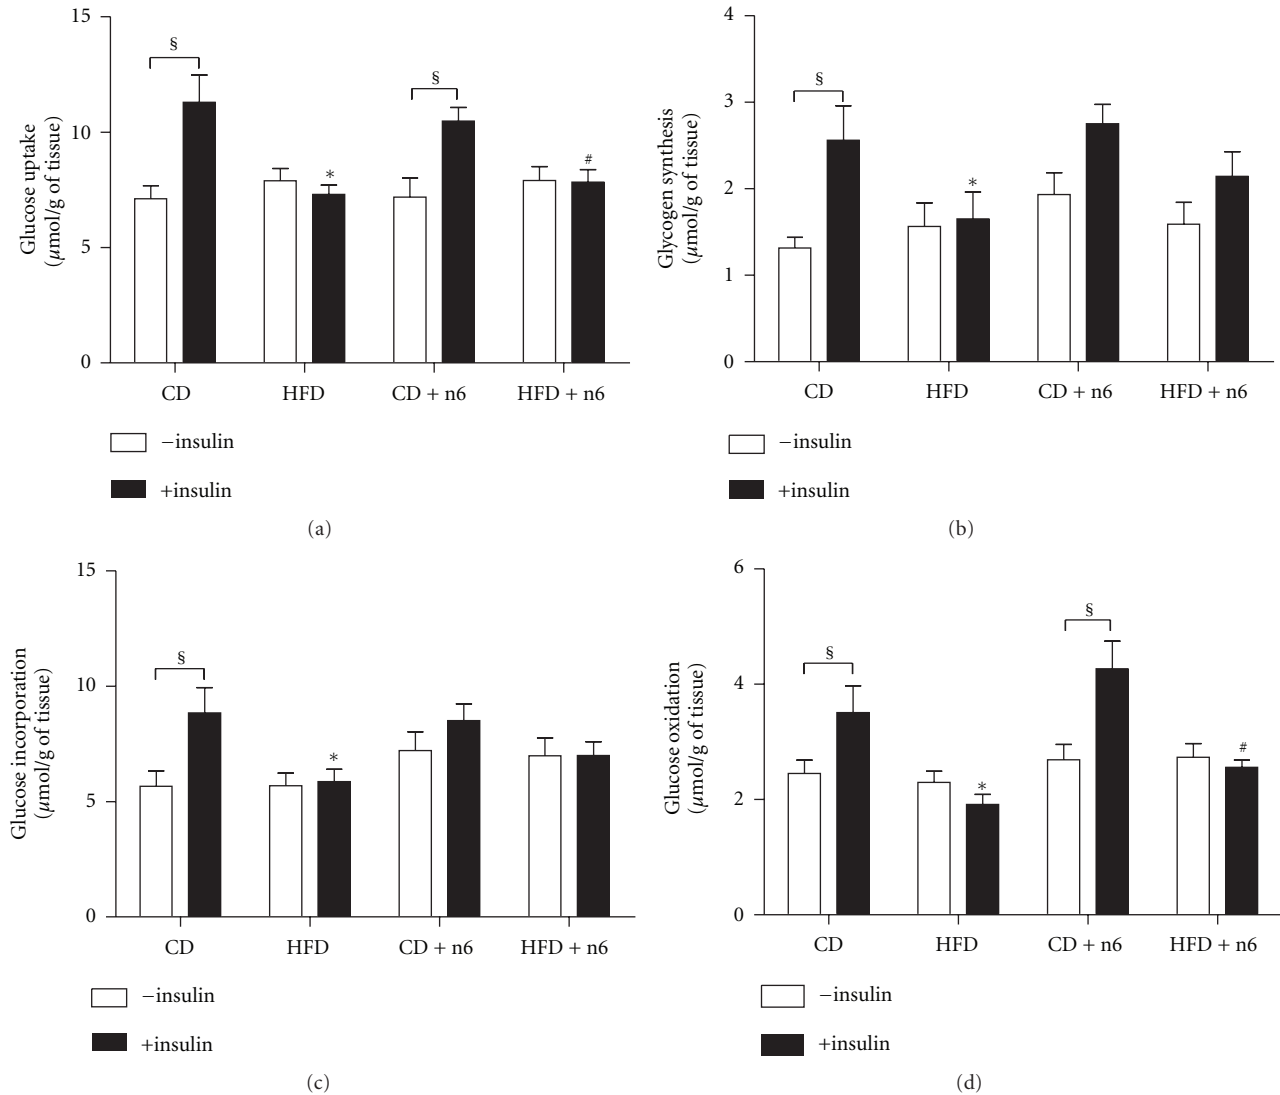 Glucose uptake
(μmol/g of tissue)
15
10
5
0
§
*
§
#
CD
HFD
CD + n6
HFD + n6
−insulin
+insulin
(a)
Glycogen synthesis
(μmol/g of tissue)
4
3
2
1
0
§
*
CD
HFD
CD + n6
HFD + n6
−insulin
+insulin
(b)
Glucose incorporation
(μmol/g of tissue)
15
10
5
0
§
*
CD
HFD
CD + n6
HFD + n6
−insulin
+insulin
(c)
Glucose oxidation
(μmol/g of tissue)
6
4
2
0
§
*
§
#
CD
HFD
CD + n6
HFD + n6
−insulin
+insulin
(d)